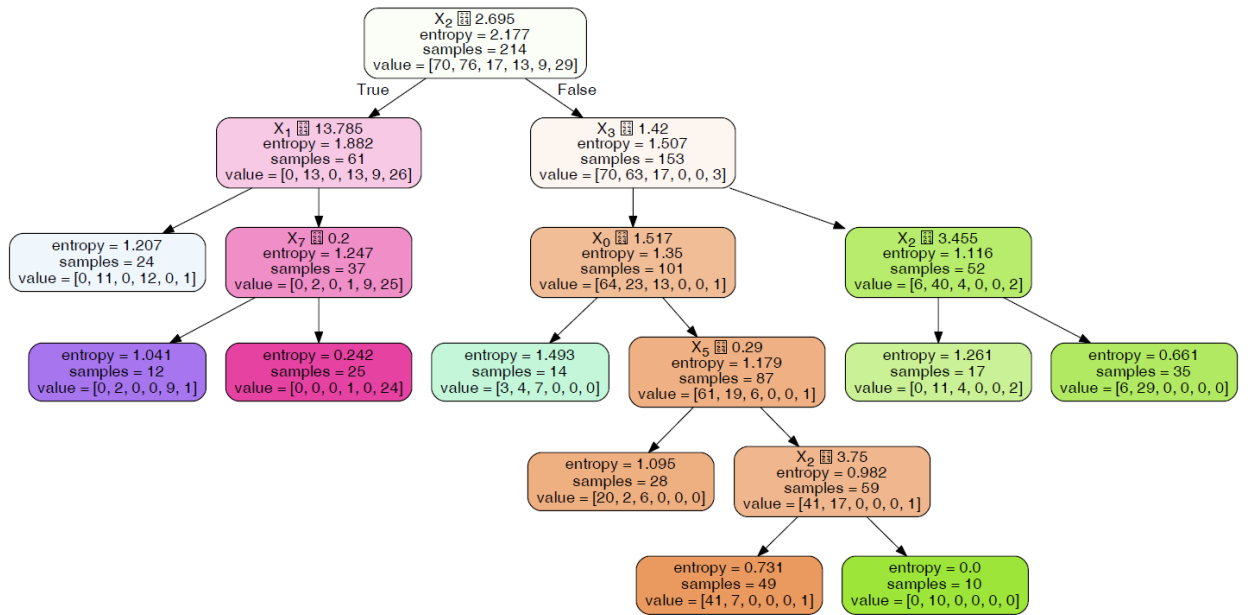 X₂ ≤ 2.695
entropy = 2.177
samples = 214
value = [70, 76, 17, 13, 9, 29]
True
False
X₁ ≤ 13.785
entropy = 1.882
samples = 61
value = [0, 13, 0, 13, 9, 26]
X₃ ≤ 1.42
entropy = 1.507
samples = 153
value = [70, 63, 17, 0, 0, 3]
entropy = 1.207
samples = 24
value = [0, 11, 0, 12, 0, 1]
X₇ ≤ 0.2
entropy = 1.247
samples = 37
value = [0, 2, 0, 1, 9, 25]
X₀ ≤ 1.517
entropy = 1.35
samples = 101
value = [64, 23, 13, 0, 0, 1]
X₂ ≤ 3.455
entropy = 1.116
samples = 52
value = [6, 40, 4, 0, 0, 2]
entropy = 1.041
samples = 12
value = [0, 2, 0, 0, 9, 1]
entropy = 0.242
samples = 25
value = [0, 0, 0, 1, 0, 24]
entropy = 1.493
samples = 14
value = [3, 4, 7, 0, 0, 0]
X₅ ≤ 0.29
entropy = 1.179
samples = 87
value = [61, 19, 6, 0, 0, 1]
entropy = 1.261
samples = 17
value = [0, 11, 4, 0, 0, 2]
entropy = 0.661
samples = 35
value = [6, 29, 0, 0, 0, 0]
entropy = 1.095
samples = 28
value = [20, 2, 6, 0, 0, 0]
X₂ ≤ 3.75
entropy = 0.982
samples = 59
value = [41, 17, 0, 0, 0, 1]
entropy = 0.731
samples = 49
value = [41, 7, 0, 0, 0, 1]
entropy = 0.0
samples = 10
value = [0, 10, 0, 0, 0, 0]